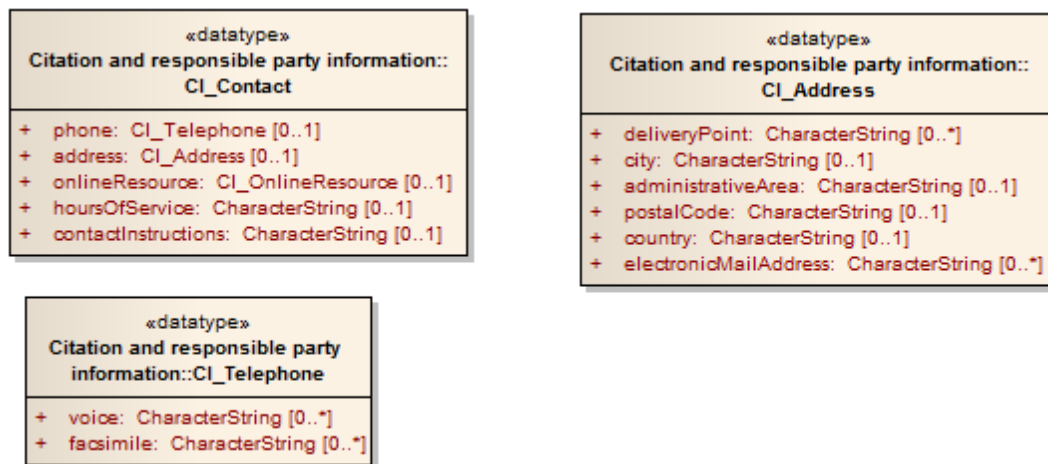 «datatype»
Citation and responsible party information::
CI_Contact
+ phone: CI_Telephone [0..1]
+ address: CI_Address [0..1]
+ onlineResource: CI_OnlineResource [0..1]
+ hoursOfService: CharacterString [0..1]
+ contactInstructions: CharacterString [0..1]
«datatype»
Citation and responsible party information::
CI_Address
+ deliveryPoint: CharacterString [0..*]
+ city: CharacterString [0..1]
+ administrativeArea: CharacterString [0..1]
+ postalCode: CharacterString [0..1]
+ country: CharacterString [0..1]
+ electronicMailAddress: CharacterString [0..*]
«datatype»
Citation and responsible party
information::CI_Telephone
+ voice: CharacterString [0..*]
+ facsimile: CharacterString [0..*]